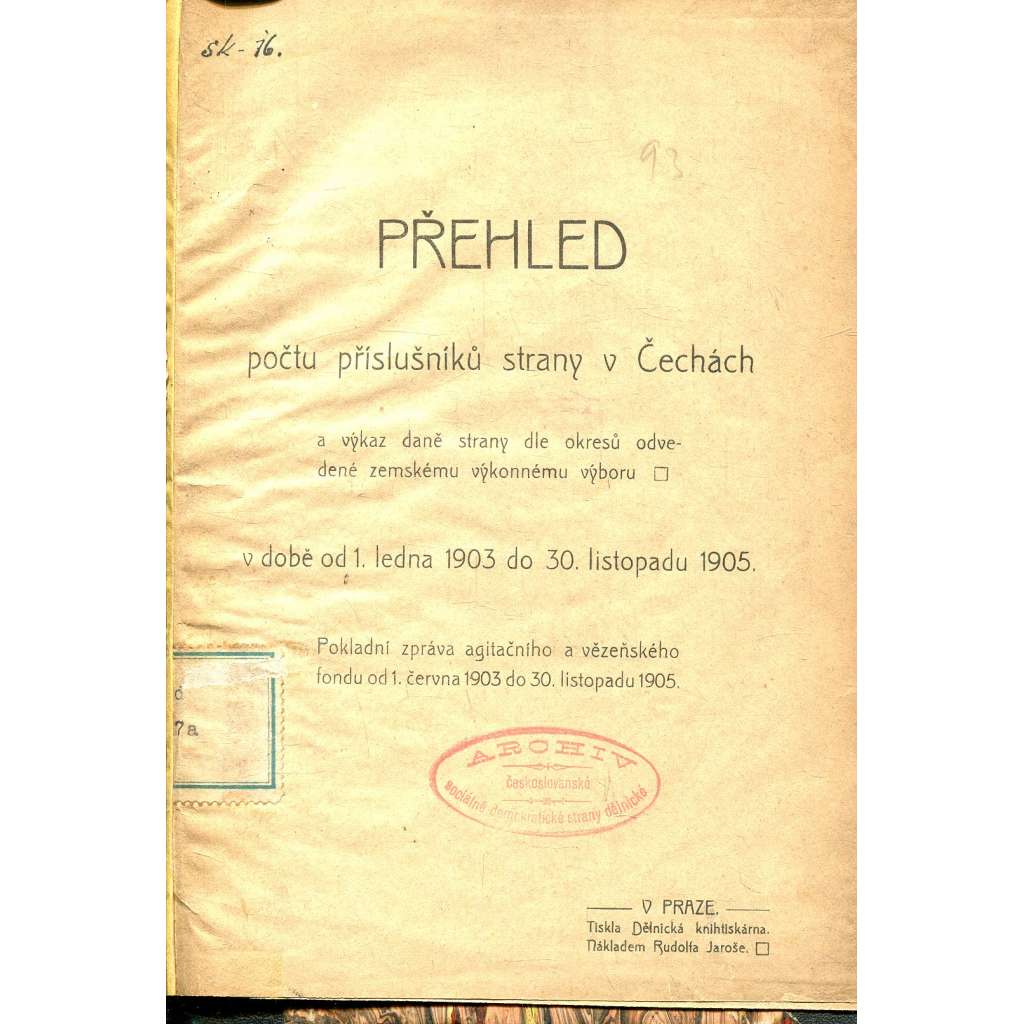 sk-16.
93
PŘEHLED
počtu příslušníků strany v Čechách
a výkaz daně strany dle okresů odve-
dené zemskému výkonnému výboru □
v době od 1. ledna 1903 do 30. listopadu 1905.
Pokladní zpráva agitačního a vězeňského
fondu od 1. června 1903 do 30. listopadu 1905.
d
7a
ARCHIV
českoslovanské
sociálně demokratické strany dělnické
V PRAZE.
Tiskla Dělnická knihtiskárna.
Nákladem Rudolfa Jaroše. □